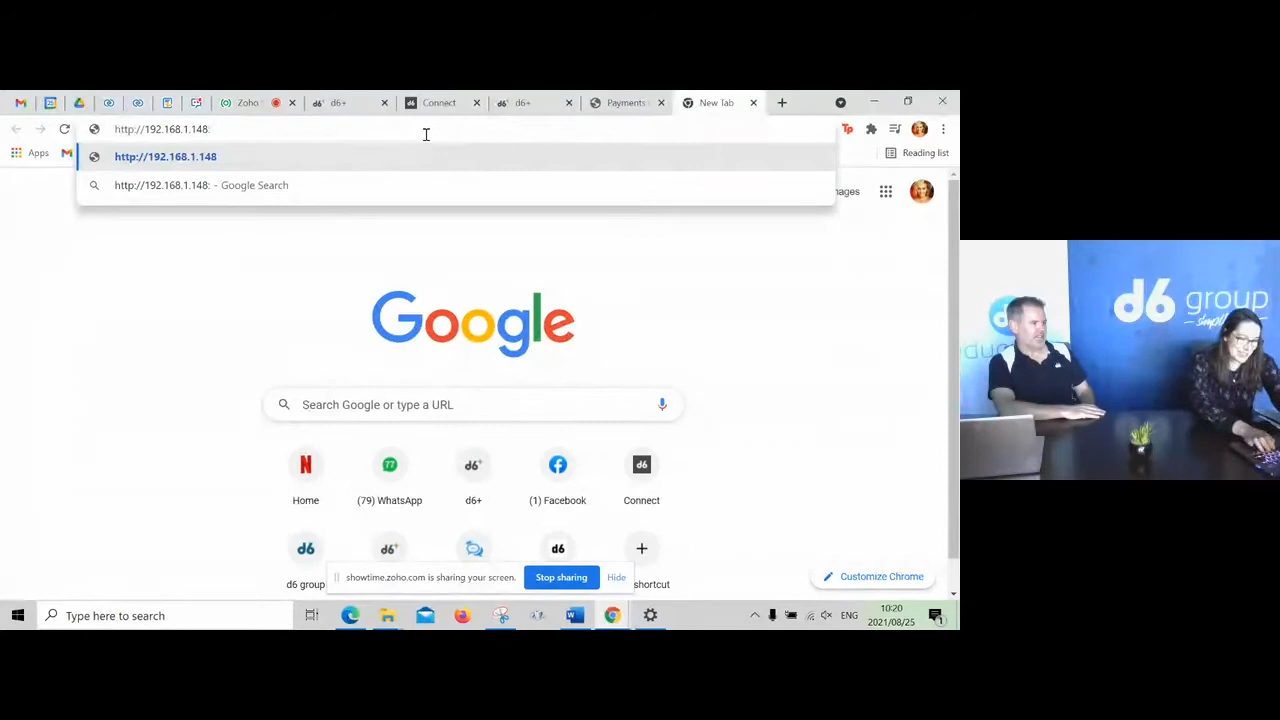 Zoho
d6+
Connect
d6+
Payments
New Tab
http://192.168.1.148:
Apps
Reading list
http://192.168.1.148
http://192.168.1.148: - Google Search
ages
Google
Search Google or type a URL
Home
(79) WhatsApp
d6+
(1) Facebook
Connect
d6 group
shortcut
showtime.zoho.com is sharing your screen.
Stop sharing
Hide
Customize Chrome
Type here to search
ENG
10:20
2021/08/25
d6 group